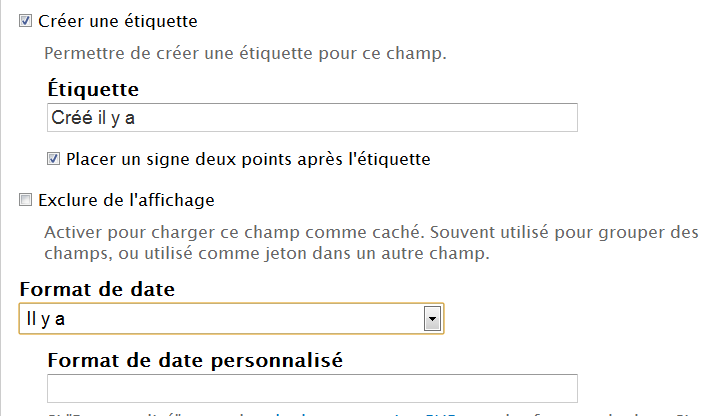 Créer une étiquette
Permettre de créer une étiquette pour ce champ.
Étiquette
Créé il y a
Placer un signe deux points après l'étiquette
Exclure de l'affichage
Activer pour charger ce champ comme caché. Souvent utilisé pour grouper des
champs, ou utilisé comme jeton dans un autre champ.
Format de date
Il y a
Format de date personnalisé